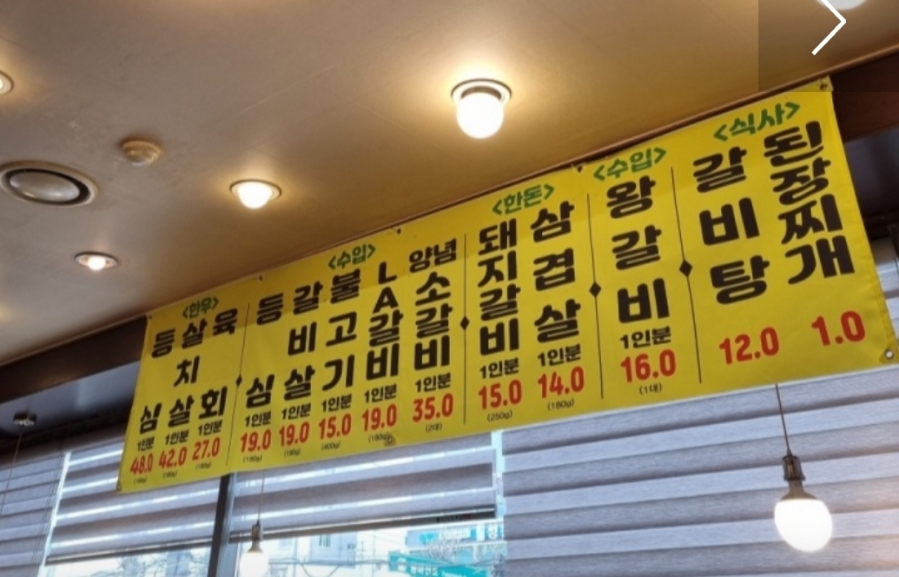 <한우>
등심
1인분
48.0
살치살
1인분
42.0
육회
1인분
27.0
<수입>
등심
1인분
19.0
갈비살
1인분
19.0
불고기
1인분
15.0
LA갈비
1인분
19.0
양념소갈비
1인분
35.0
(2대)
<한돈>
돼지갈비
1인분
15.0
(250g)
삼겹살
1인분
14.0
(180g)
<수입>
왕갈비
1인분
16.0
(1대)
<식사>
갈비탕
12.0
된장찌개
1.0